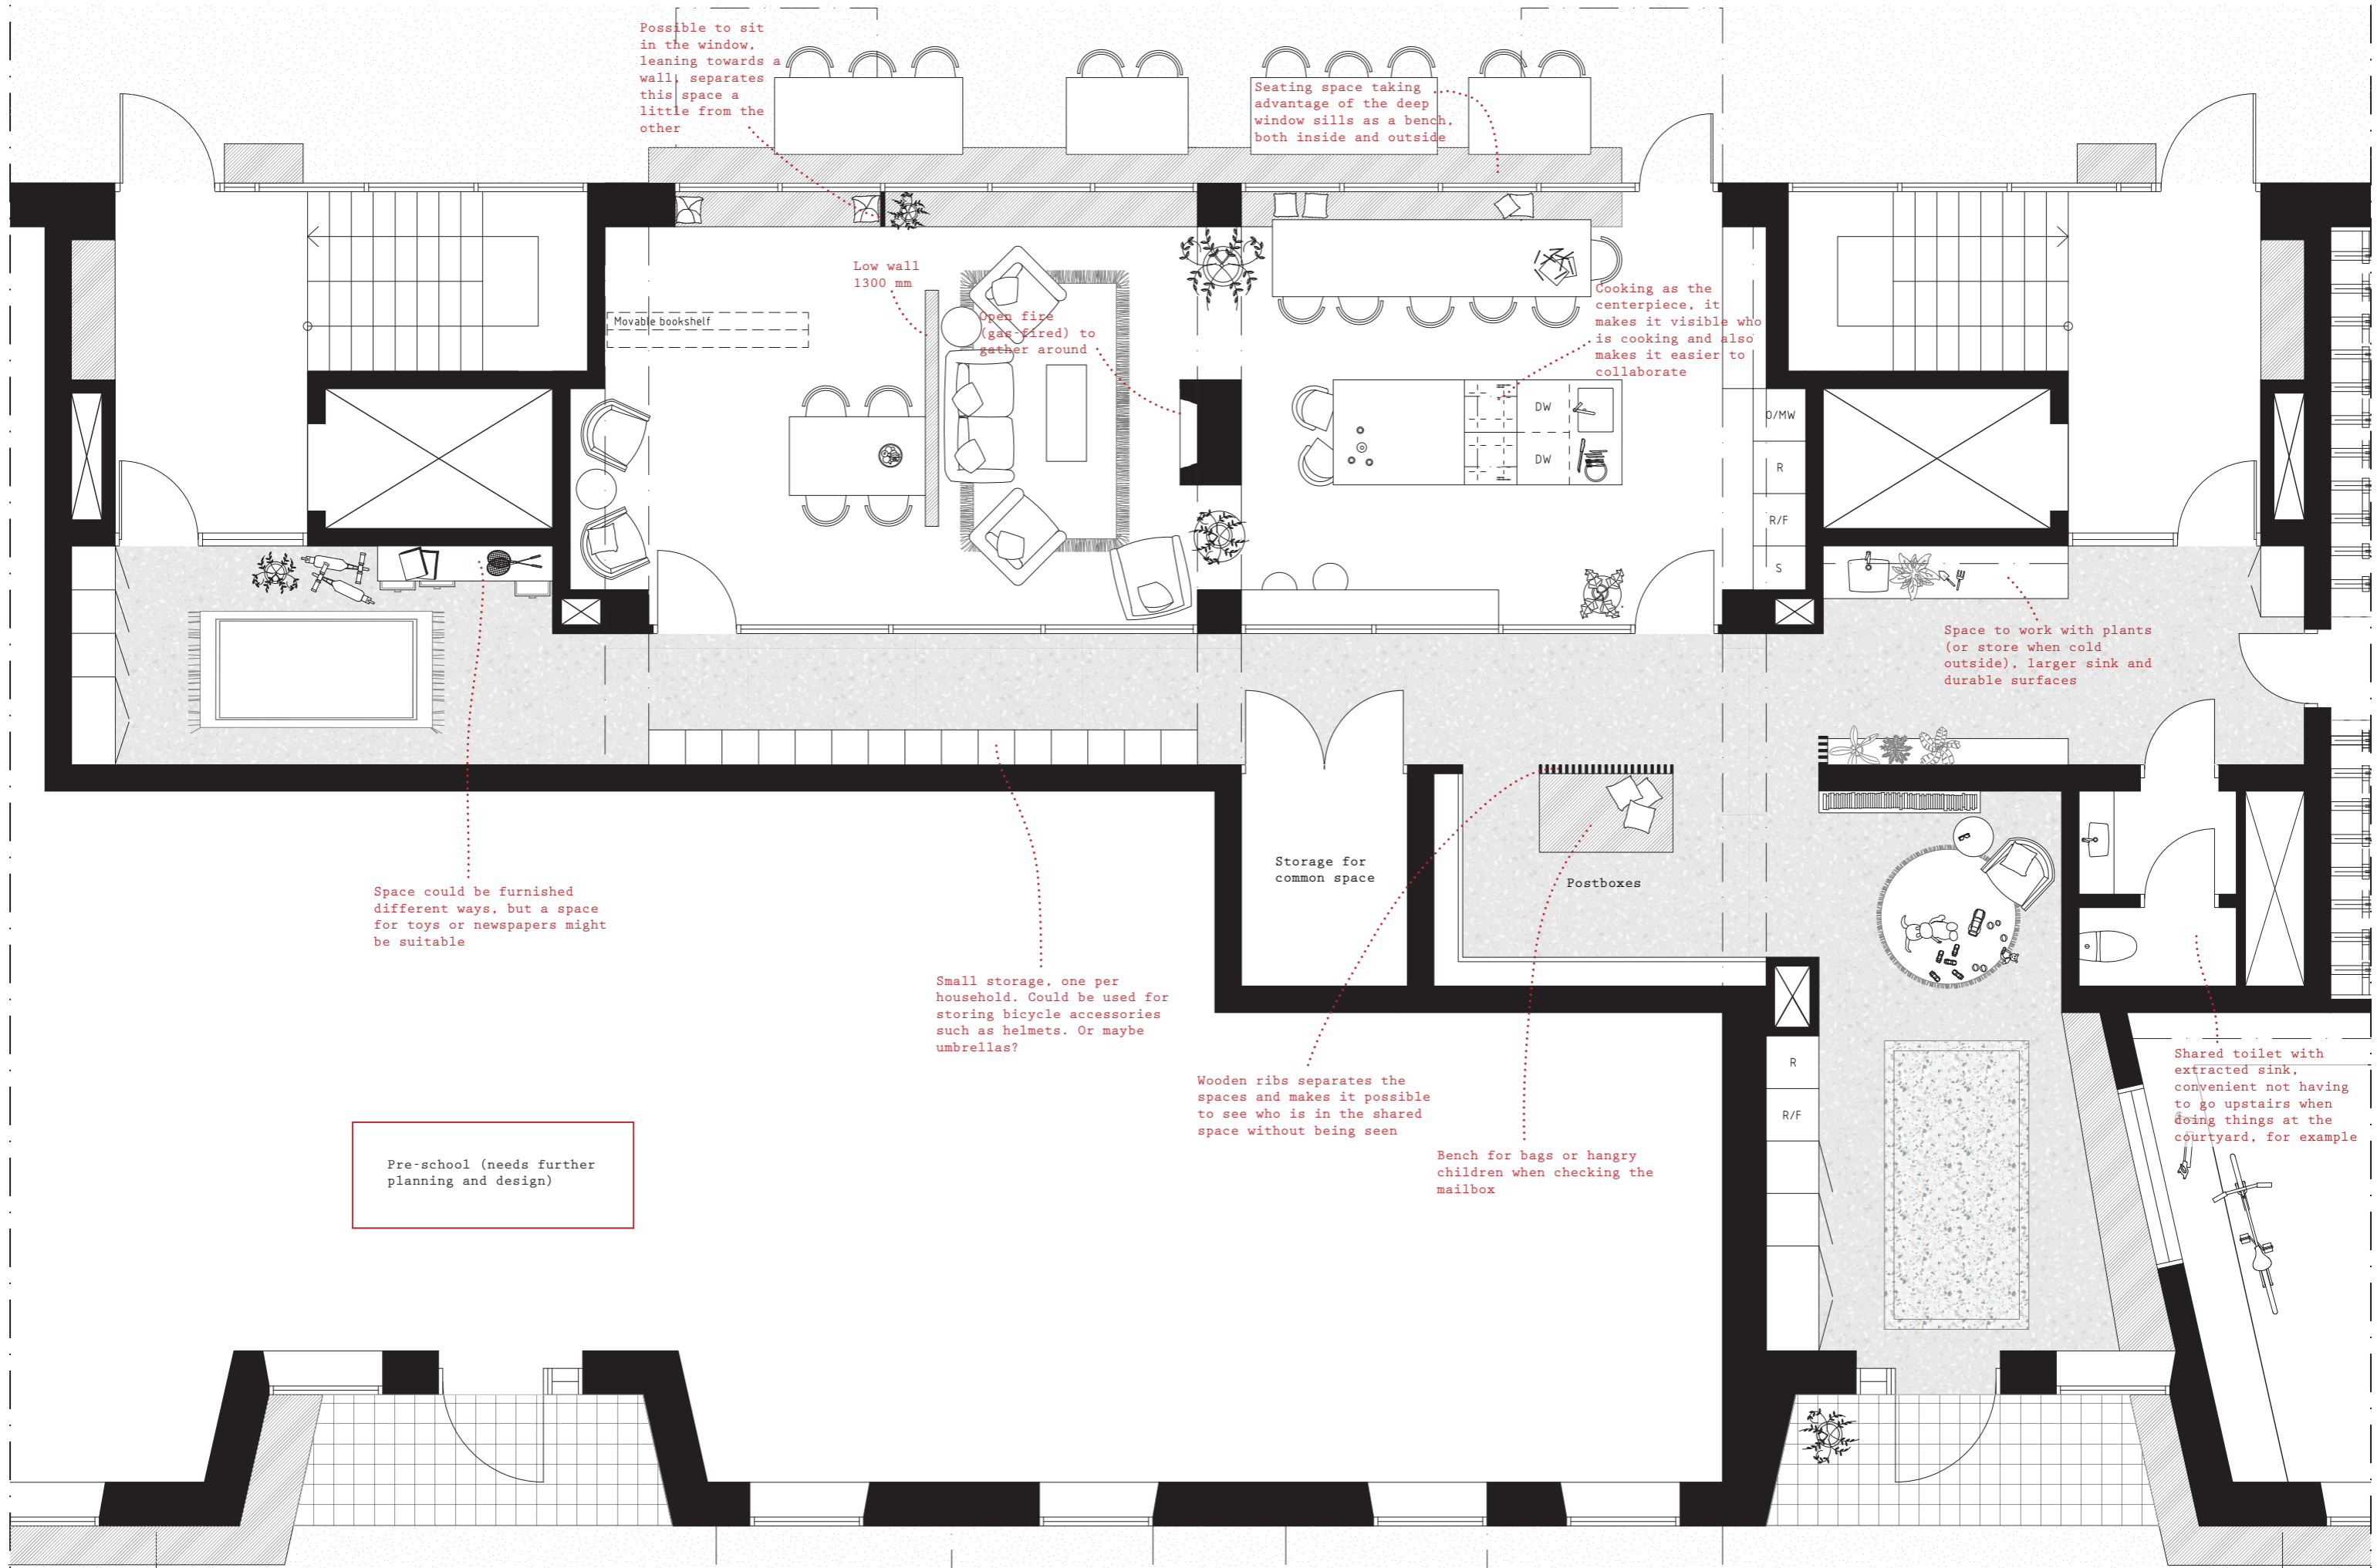 Possible to sit
in the window,
leaning towards a
wall, separates
this space a
little from the
other
Seating space taking
advantage of the deep
window sills as a bench,
both inside and outside
Low wall
1300 mm
Open fire
(gas-fired) to
gather around
Movable bookshelf
Cooking as the
centerpiece, it
makes it visible who
is cooking and also
makes it easier to
collaborate
DW
DW
O/MW
R
R/F
S
Space to work with plants
(or store when cold
outside), larger sink and
durable surfaces
Storage for
common space
Postboxes
Space could be furnished
different ways, but a space
for toys or newspapers might
be suitable
Small storage, one per
household. Could be used for
storing bicycle accessories
such as helmets. Or maybe
umbrellas?
Wooden ribs separates the
spaces and makes it possible
to see who is in the shared
space without being seen
Bench for bags or hangry
children when checking the
mailbox
R
R/F
Shared toilet with
extracted sink,
convenient not having
to go upstairs when
doing things at the
courtyard, for example
Pre-school (needs further
planning and design)